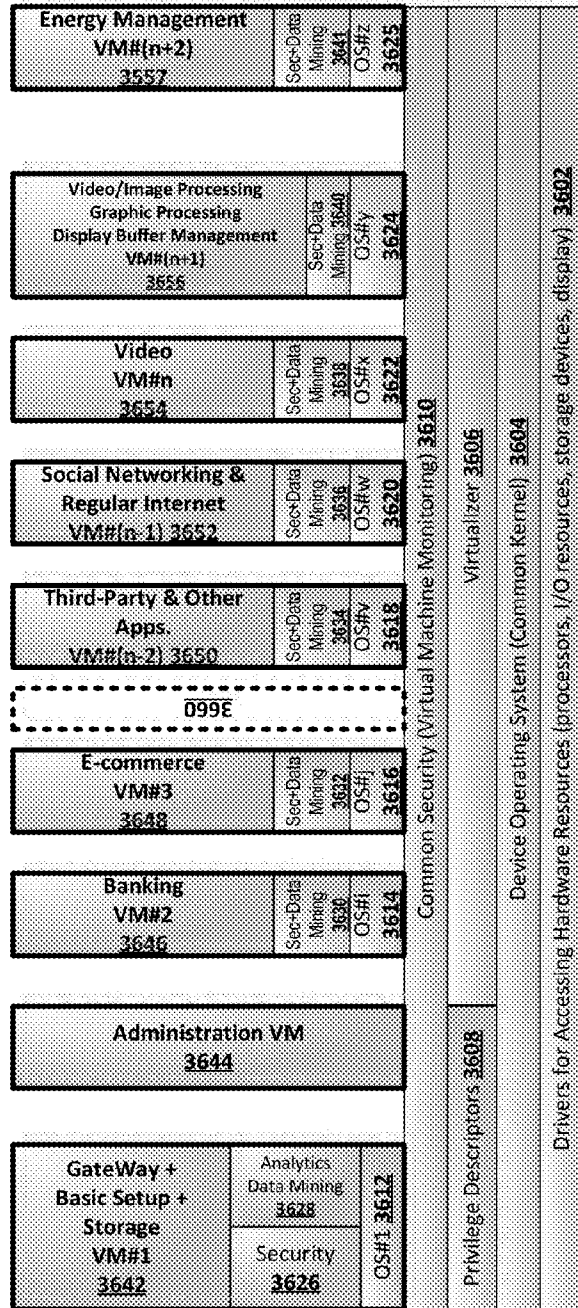 Energy Management
VM#(n+2)
3557
Sec+Data
Mining
3641
OS#z
3625
Video/Image Processing
Graphic Processing
Display Buffer Management
VM#(n+1)
3656
Sec+Data
Mining 3640
OS#y
3624
Video
VM#n
3654
Sec+Data
Mining
3638
OS#x
3622
Social Networking &
Regular Internet
VM#(n-1) 3652
Sec+Data
Mining
3636
OS#w
3620
Third-Party & Other
Apps.
VM#(n-2) 3650
Sec+Data
Mining
3634
OS#v
3618
3660
E-commerce
VM#3
3648
Sec+Data
Mining
3632
OS#j
3616
Banking
VM#2
3646
Sec+Data
Mining
3630
OS#i
3614
Administration VM
3644
GateWay +
Basic Setup +
Storage
VM#1
3642
Analytics
Data Mining
3628
Security
3626
OS#1 3612
Common Security (Virtual Machine Monitoring) 3610
Virtualizer 3606
Privilege Descriptors 3608
Device Operating System (Common Kernel) 3604
Drivers for Accessing Hardware Resources (processors, I/O resources, storage devices, display) 3602